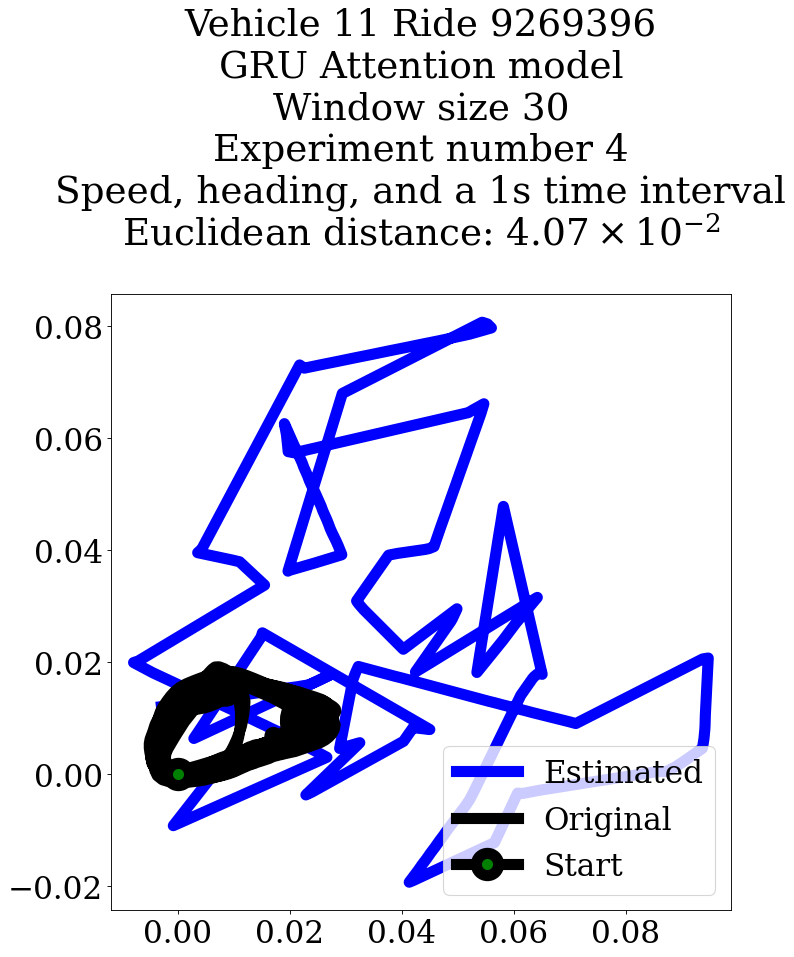 Vehicle 11 Ride 9269396
GRU Attention model
Window size 30
Experiment number 4
Speed, heading, and a 1s time interval
Euclidean distance: 4.07 × 10⁻²
0.08
0.06
0.04
0.02
0.00
−0.02
Estimated
Original
Start
0.00 0.02 0.04 0.06 0.08